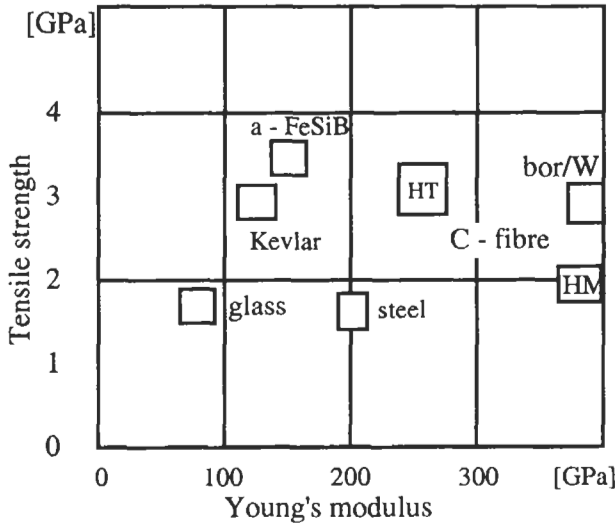 [GPa]
4
a - FeSiB
bor/W
3
HT
Kevlar
C - fibre
2
HM
glass
steel
1
0
Tensile strength
0 100 200 300 [GPa]
Young's modulus